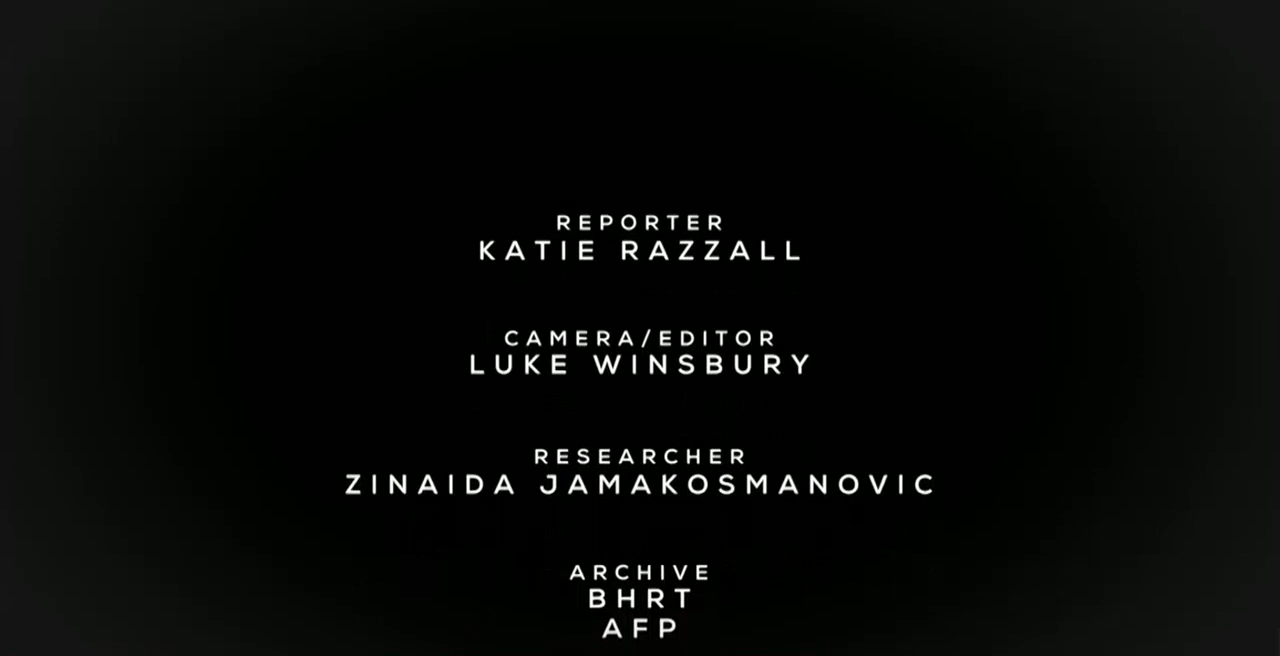 REPORTER
KATIE RAZZALL
CAMERA/EDITOR
LUKE WINSBURY
RESEARCHER
ZINAIDA JAMAKOSMANOVIC
ARCHIVE
BHRT
AFP